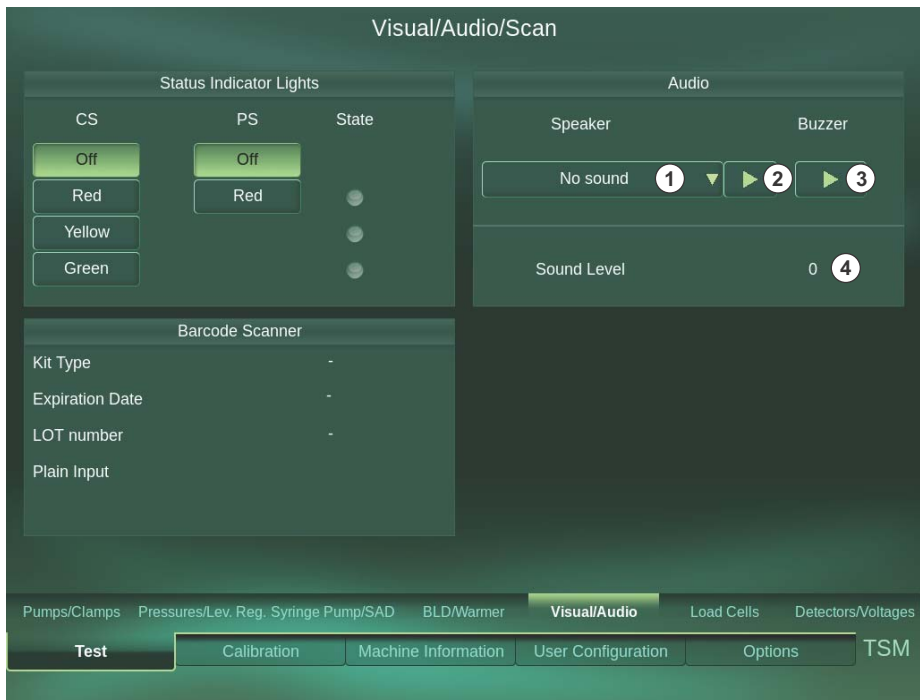 Visual/Audio/Scan
Status Indicator Lights
CS PS State
Off Off
Red Red
Yellow
Green
Audio
Speaker Buzzer
No sound 1 2 3
Sound Level 0 4
Barcode Scanner
Kit Type -
Expiration Date -
LOT number -
Plain Input
Pumps/Clamps Pressures/Lev. Reg. Syringe Pump/SAD BLD/Warmer Visual/Audio Load Cells Detectors/Voltages
Test Calibration Machine Information User Configuration Options TSM